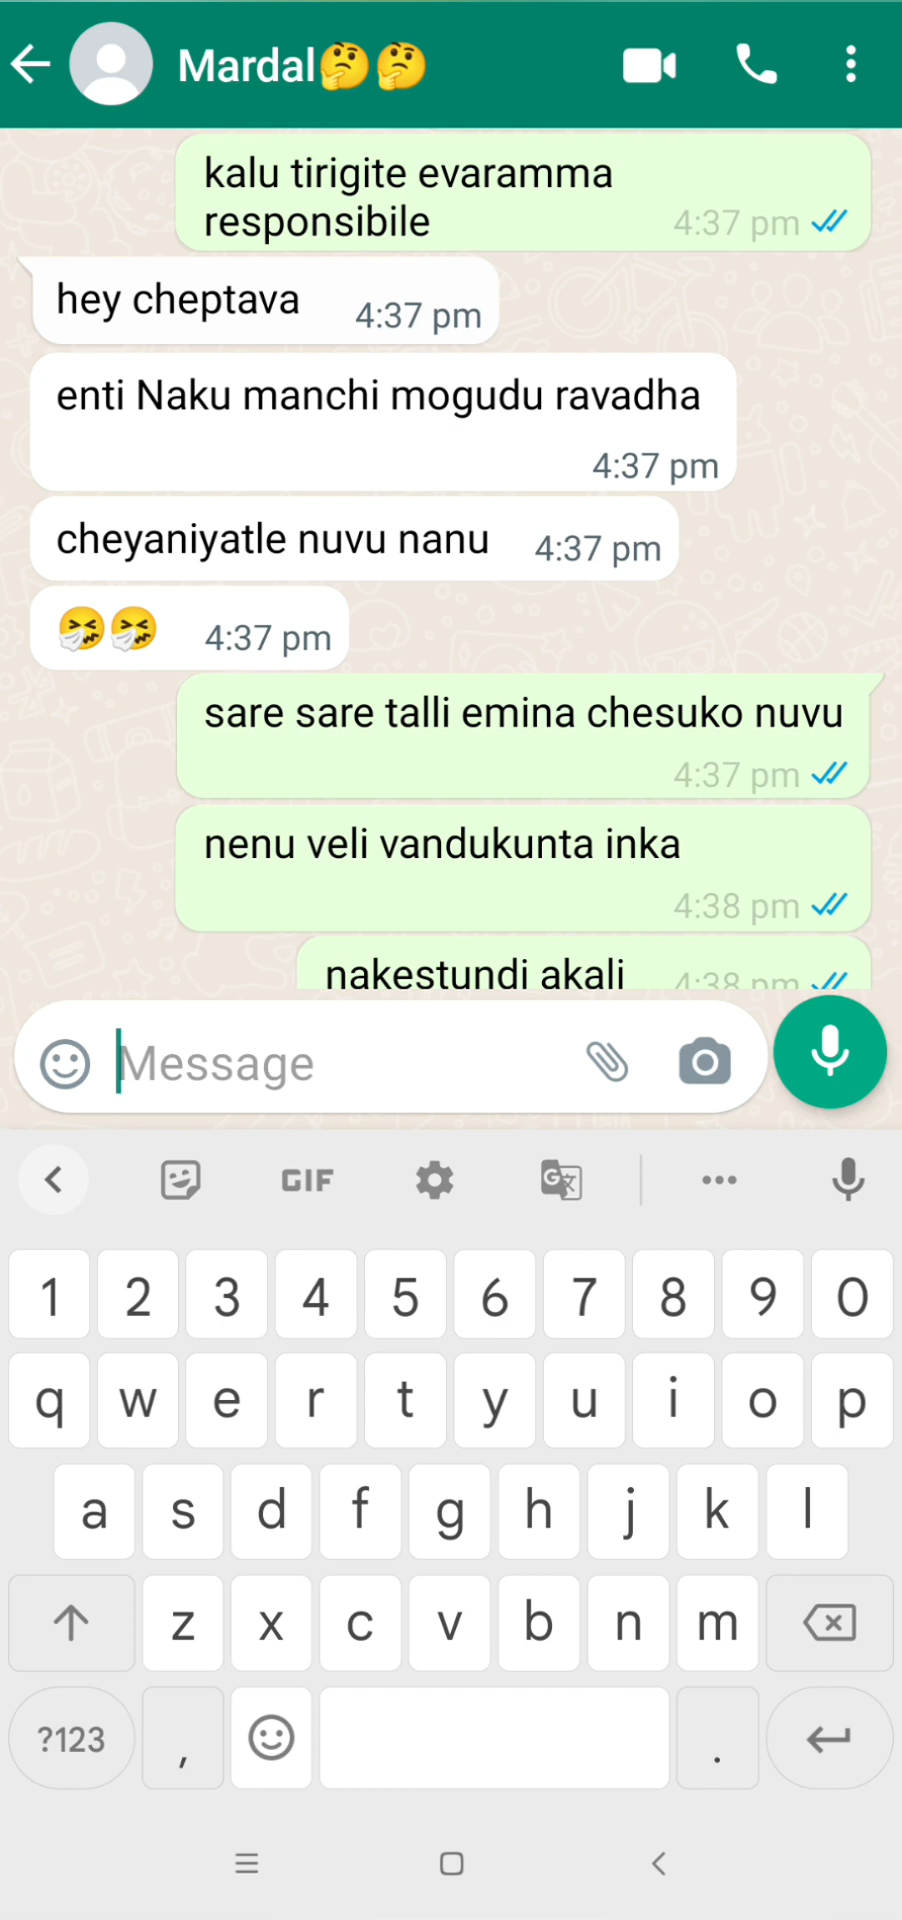 Mardal🤔🤔
kalu tirigite evaramma
responsibile
4:37 pm
hey cheptava
4:37 pm
enti Naku manchi mogudu ravadha
4:37 pm
cheyaniyatle nuvu nanu
4:37 pm
🤧🤧
4:37 pm
sare sare talli emina chesuko nuvu
4:37 pm
nenu veli vandukunta inka
4:38 pm
nakestundi akali
4:38 pm
Message
GIF
1 2 3 4 5 6 7 8 9 0
q w e r t y u i o p
a s d f g h j k l
z x c v b n m
?123 , .